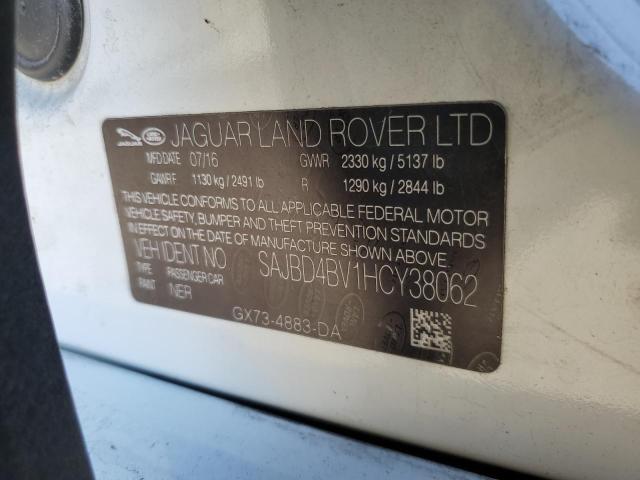 JAGUAR LAND ROVER LTD
JAGUAR
MFD DATE 07/16 GVWR 2330 kg / 5137 lb
GAWR F 1130 kg / 2491 lb R 1290 kg / 2844 lb
THIS VEHICLE CONFORMS TO ALL APPLICABLE FEDERAL MOTOR
VEHICLE SAFETY, BUMPER AND THEFT PREVENTION STANDARDS
IN EFFECT ON THE DATE OF MANUFACTURE SHOWN ABOVE.
VEH IDENT NO SAJBD4BV1HCY38062
TYPE PASSENGER CAR
PAINT 1NER
GX73-4883-DA